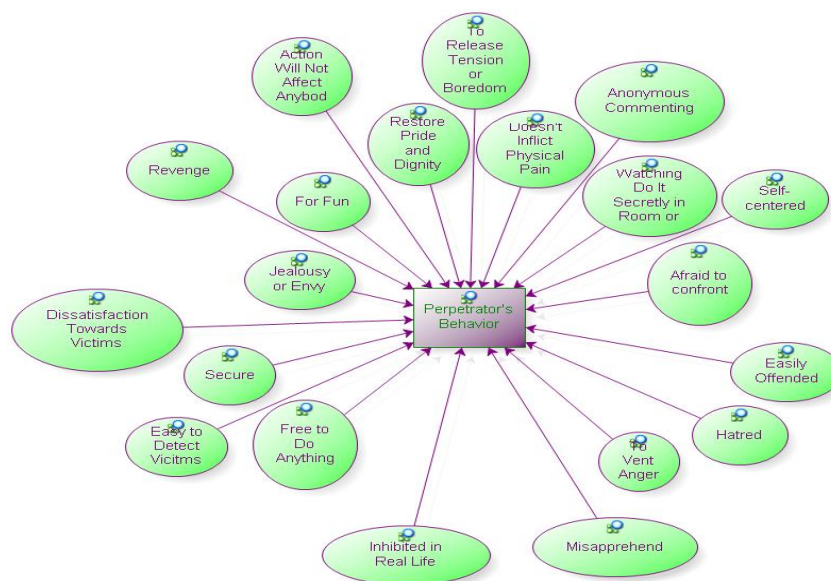 To
Release
Tension
or
Boredom
Action
Will Not
Affect
Anybod
Anonymous
Commenting
Restore
Pride
and
Dignity
Doesn't
Inflict
Physical
Pain
Revenge
For Fun
Watching
Do It
Secretly in
Room or
Self-
centered
Jealousy
or Envy
Afraid to
confront
Dissatisfaction
Towards
Victims
Perpetrator's
Behavior
Secure
Easily
Offended
Easy to
Detect
Vicitms
Free to
Do
Anything
Hatred
To
Vent
Anger
Inhibited in
Real Life
Misapprehend